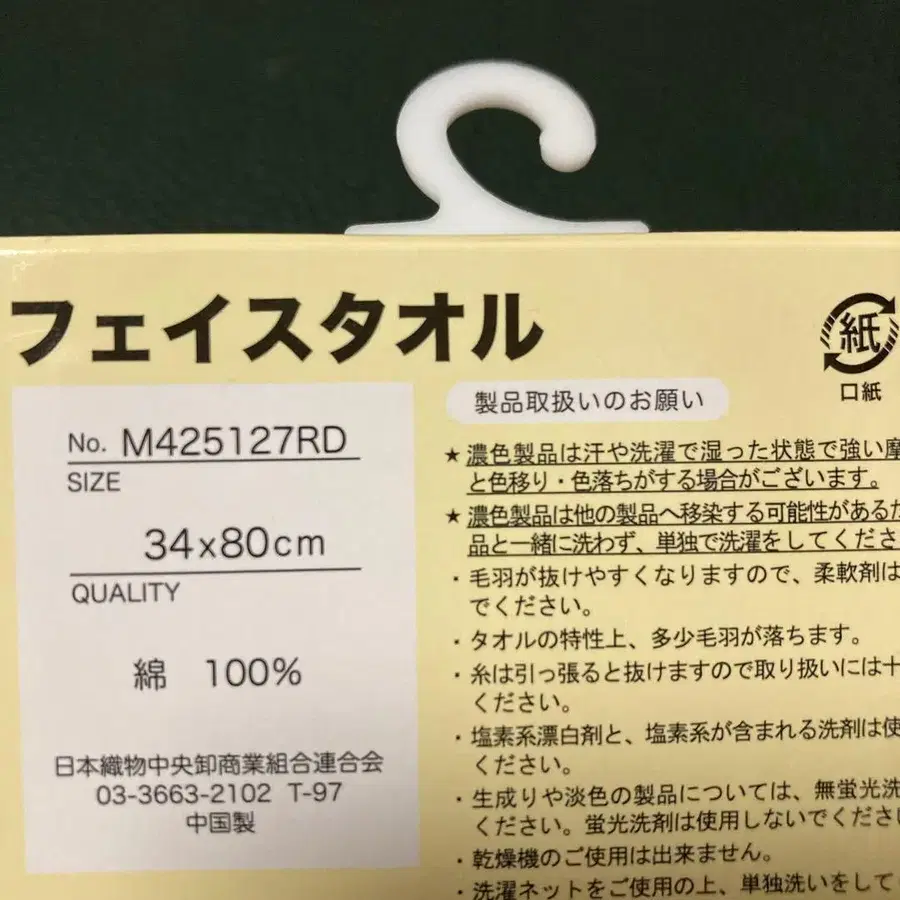 フェイスタオル
紙
口紙
No. M425127RD
SIZE
34x80cm
QUALITY
綿 100%
日本織物中央卸商業組合連合会
03-3663-2102 T-97
中国製
製品取扱いのお願い
★濃色製品は汗や洗濯で湿った状態で強い摩
と色移り・色落ちがする場合がございます。
★濃色製品は他の製品へ移染する可能性があるた
品と一緒に洗わず、単独で洗濯をしてくださ
・毛羽が抜けやすくなりますので、柔軟剤は
でください。
・タオルの特性上、多少毛羽が落ちます。
・糸は引っ張ると抜けますので取り扱いには十
ください。
・塩素系漂白剤と、塩素系が含まれる洗剤は使
ください。
・生成りや淡色の製品については、無蛍光洗
ください。蛍光洗剤は使用しないでくださ
・乾燥機のご使用は出来ません。
・洗濯ネットをご使用の上、単独洗いをして